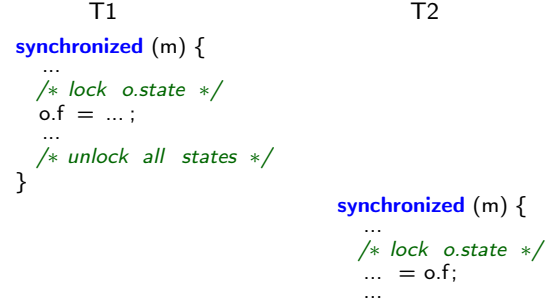 T1 T2
synchronized (m) {
...
/* lock o.state */
o.f = ... ;
...
/* unlock all states */
}
synchronized (m) {
...
/* lock o.state */
... = o.f;
...